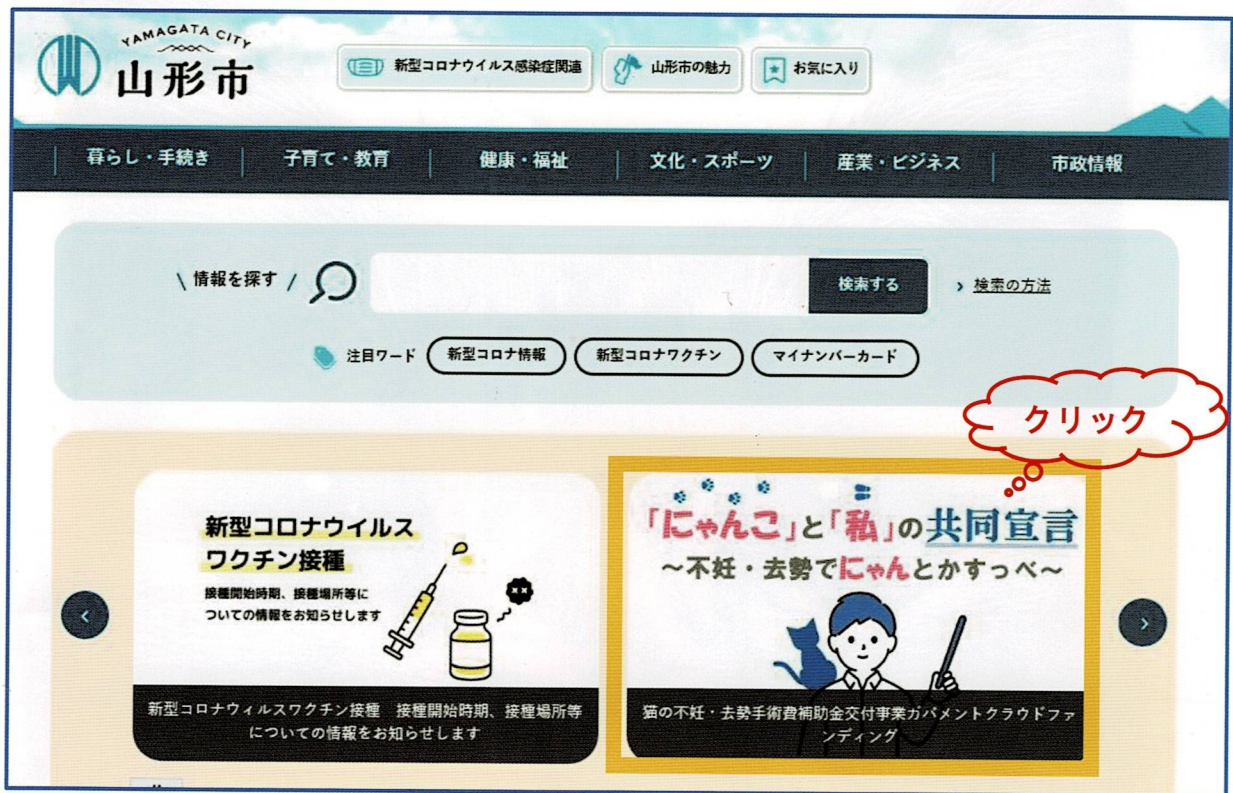 YAMAGATA CITY
山形市
新型コロナウイルス感染症関連
山形市の魅力
お気に入り
暮らし・手続き
子育て・教育
健康・福祉
文化・スポーツ
産業・ビジネス
市政情報
\ 情報を探す /
検索する
› 検索の方法
注目ワード
新型コロナ情報
新型コロナワクチン
マイナンバーカード
クリック
新型コロナウイルス
ワクチン接種
接種開始時期、接種場所等に
ついての情報をお知らせします
新型コロナウィルスワクチン接種　接種開始時期、接種場所等
についての情報をお知らせします
「にゃんこ」と「私」の共同宣言
～不妊・去勢でにゃんとかすっべ～
猫の不妊・去勢手術費補助金交付事業ガバメントクラウドファ
ンディング